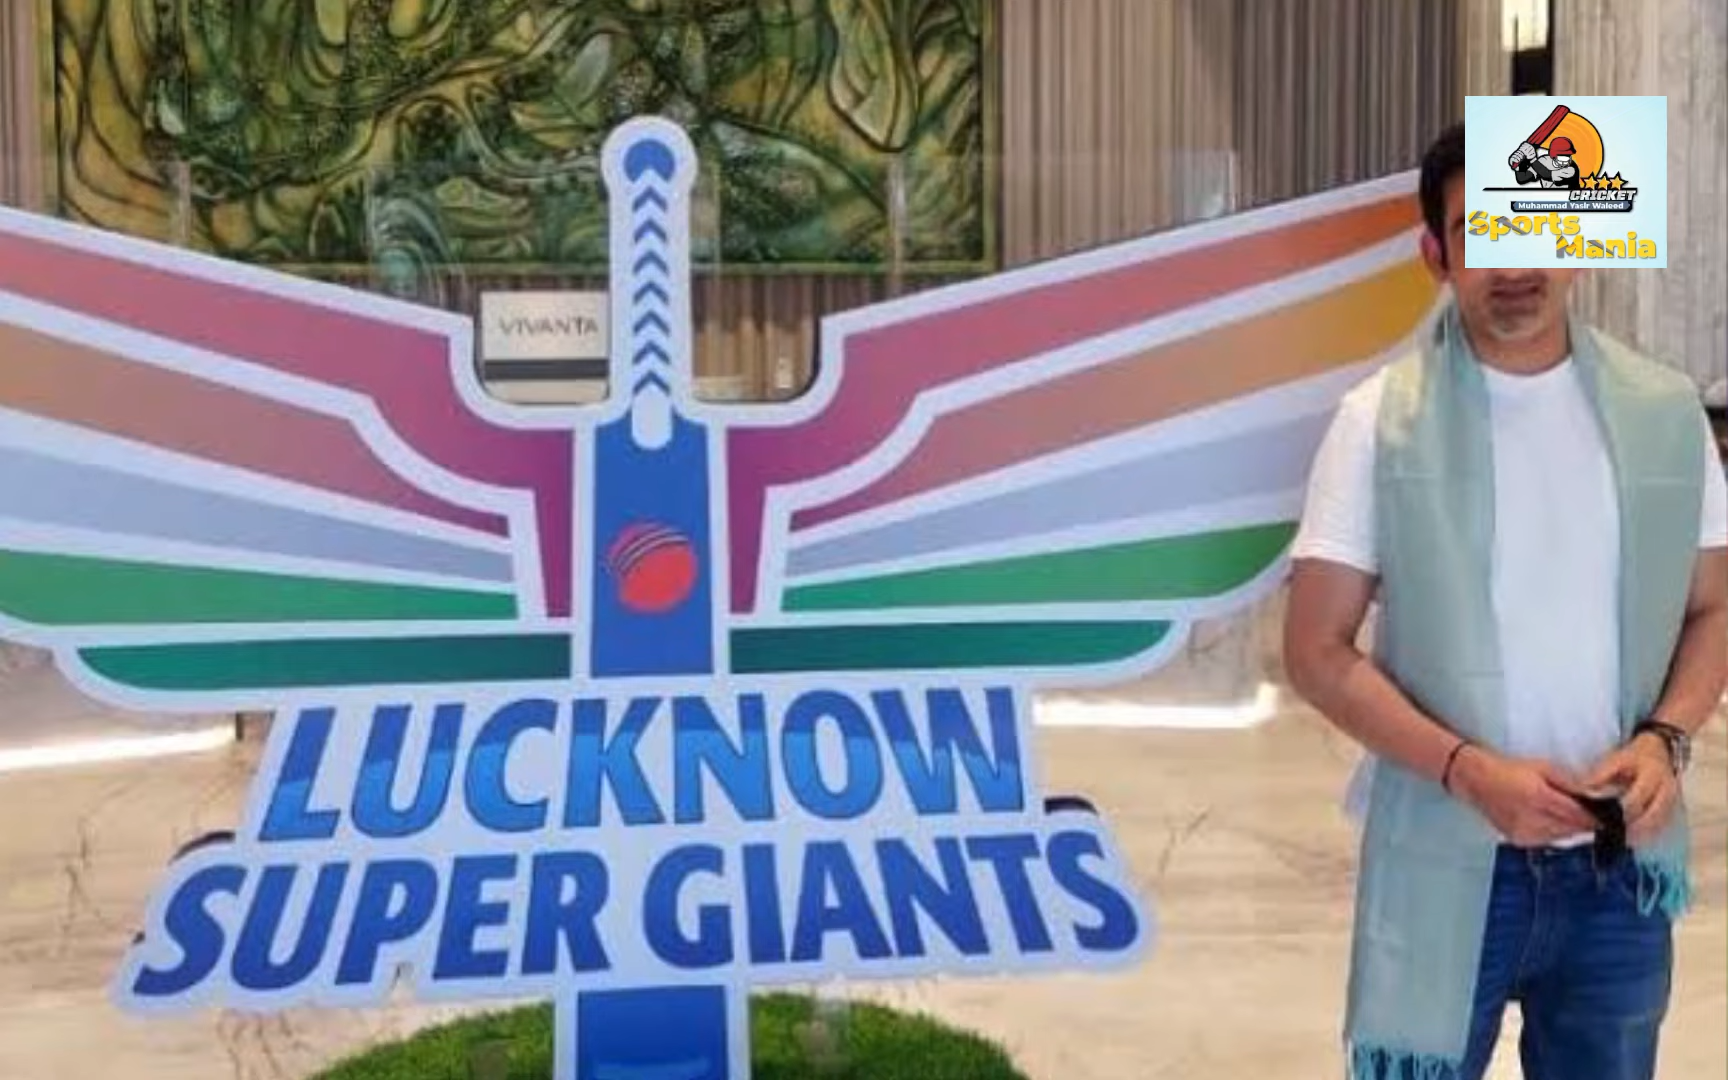 VIVANTA
LUCKNOW
SUPER GIANTS
CRICKET
Muhammad Yasir Waleed
Sports
Mania